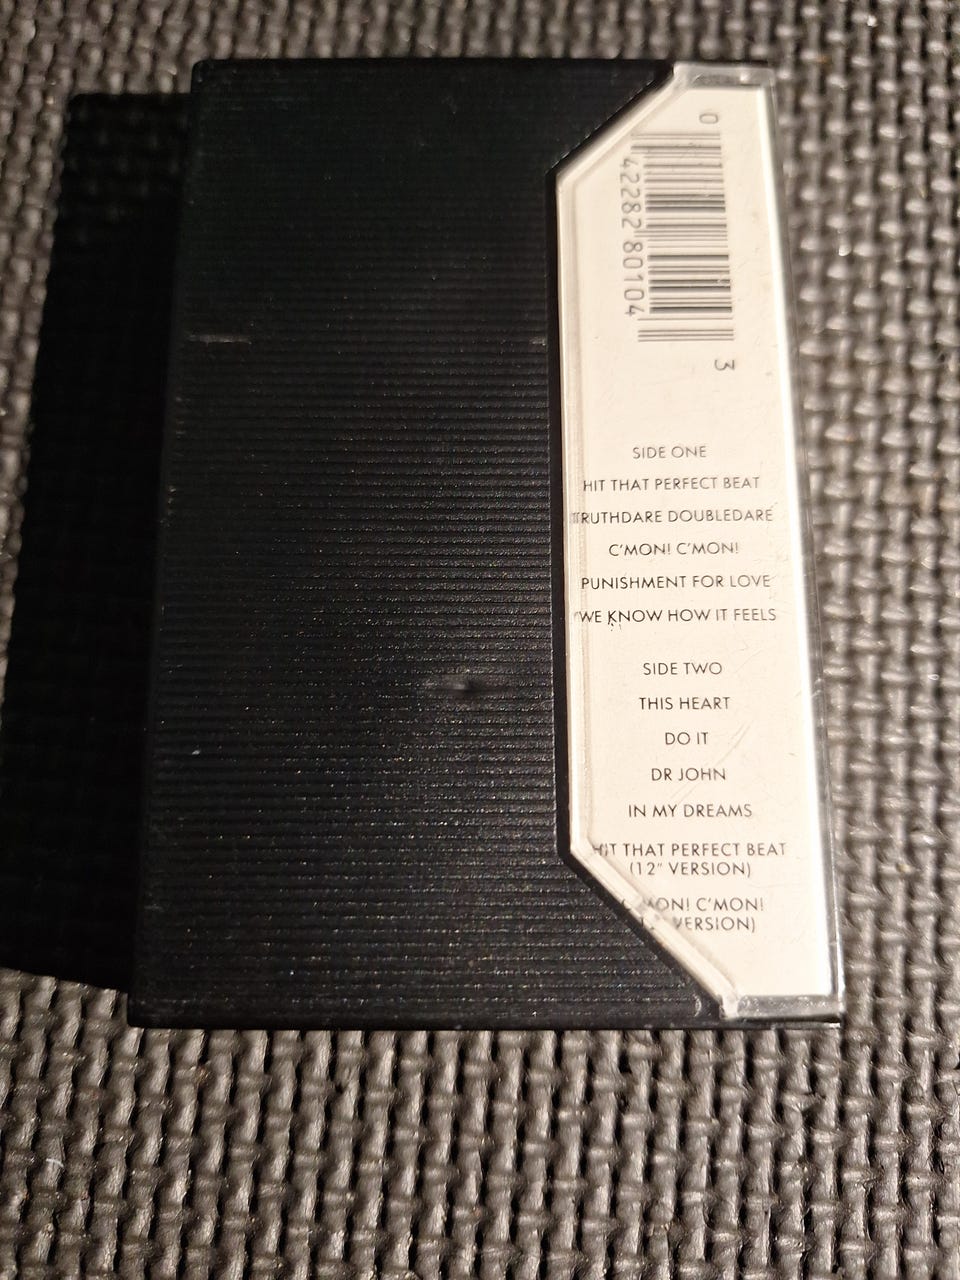 0 42282 80104 3
SIDE ONE
HIT THAT PERFECT BEAT
TRUTHDARE DOUBLEDARE
C'MON! C'MON!
PUNISHMENT FOR LOVE
WE KNOW HOW IT FEELS
SIDE TWO
THIS HEART
DO IT
DR JOHN
IN MY DREAMS
HIT THAT PERFECT BEAT
(12" VERSION)
C'MON! C'MON!
VERSION)